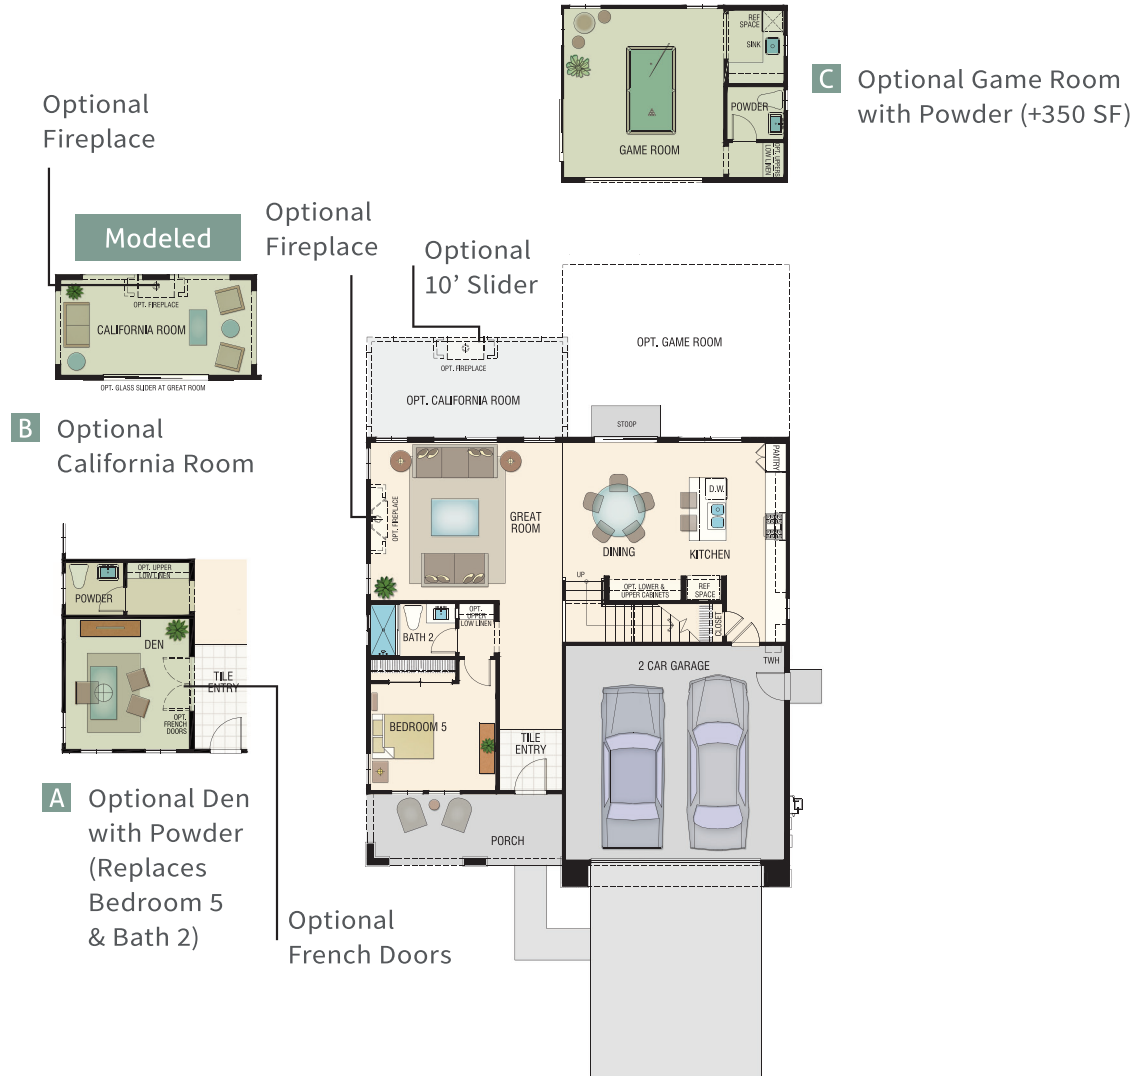 REF
SPACE
SINK
POWDER
GAME ROOM
OPT. UPPERS
LOW LINEN
C Optional Game Room
with Powder (+350 SF)
Optional
Fireplace
Modeled
OPT. FIREPLACE
CALIFORNIA ROOM
OPT. GLASS SLIDER AT GREAT ROOM
B Optional
California Room
Optional
Fireplace
Optional
10’ Slider
OPT. FIREPLACE
OPT. CALIFORNIA ROOM
OPT. GAME ROOM
STOOP
PANTRY
D.W.
OPT. FIREPLACE
GREAT
ROOM
DINING
KITCHEN
UP
OPT. LOWER &
UPPER CABINETS
REF
SPACE
CLOSET
BATH 2
OPT.
UPPER
LOW LINEN
2 CAR GARAGE
TWH
BEDROOM 5
TILE
ENTRY
PORCH
OPT. UPPER
LOW LINEN
POWDER
DEN
TILE
ENTRY
OPT.
FRENCH
DOORS
A Optional Den
with Powder
(Replaces
Bedroom 5
& Bath 2)
Optional
French Doors